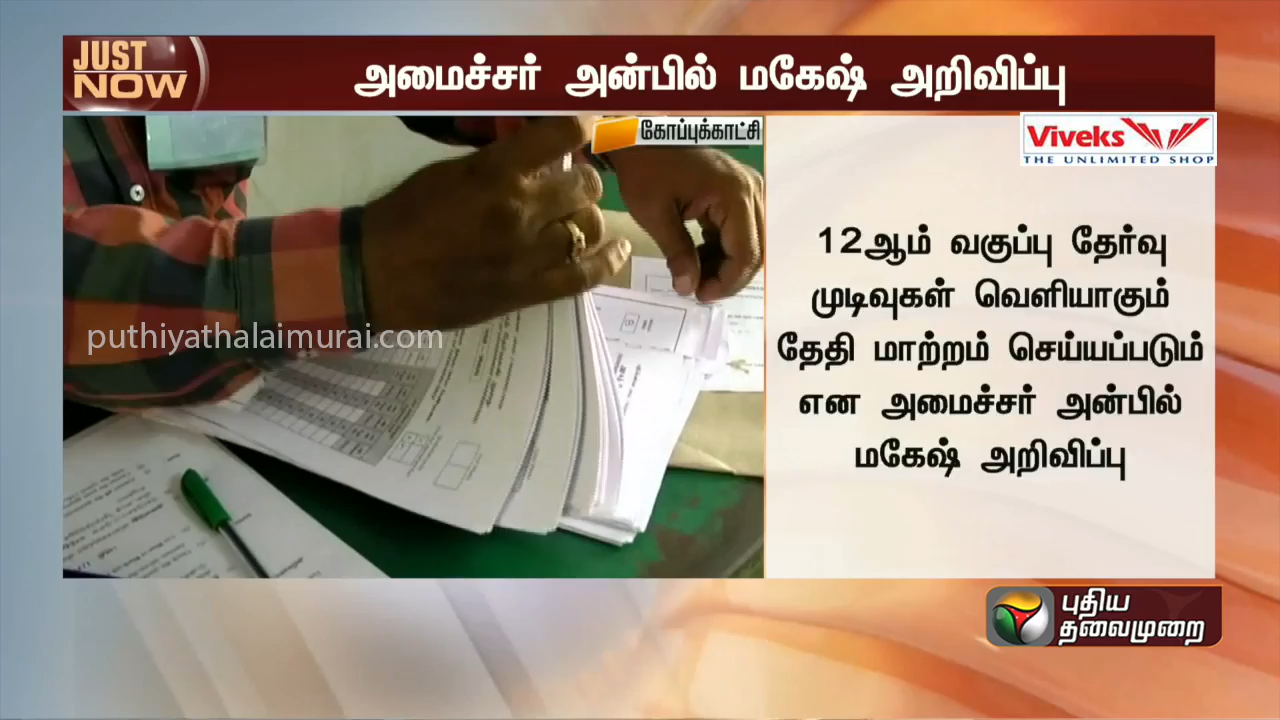 JUST
NOW
அமைச்சர் அன்பில் மகேஷ் அறிவிப்பு
கோப்புக்காட்சி
Viveks
THE UNLIMITED SHOP
12ஆம் வகுப்பு தேர்வு
முடிவுகள் வெளியாகும்
தேதி மாற்றம் செய்யப்படும்
என அமைச்சர் அன்பில்
மகேஷ் அறிவிப்பு
puthiyathalaimurai.com
புதிய
தலைமுறை